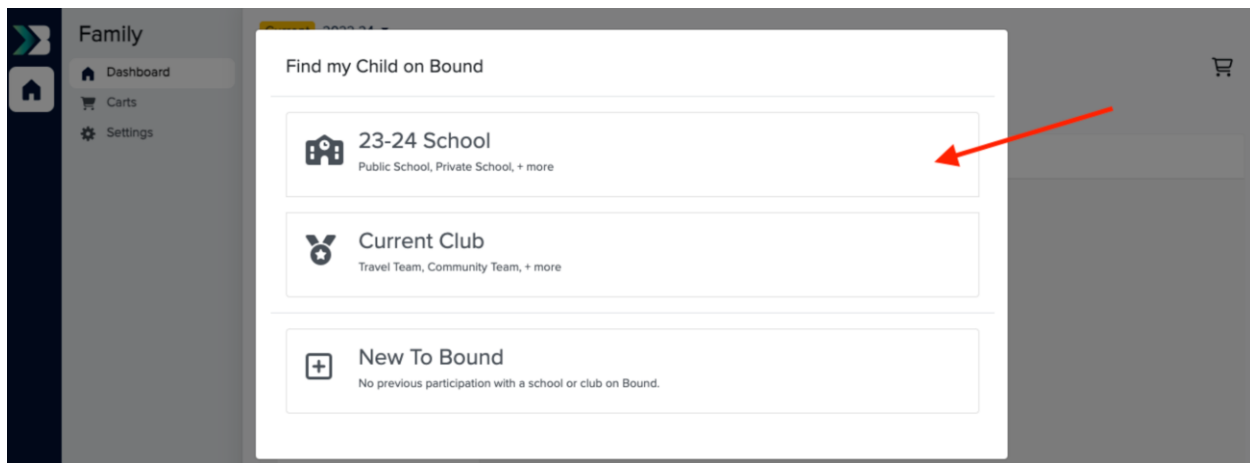 Family
Dashboard
Carts
Settings
Find my Child on Bound
23-24 School
Public School, Private School, + more
Current Club
Travel Team, Community Team, + more
New To Bound
No previous participation with a school or club on Bound.